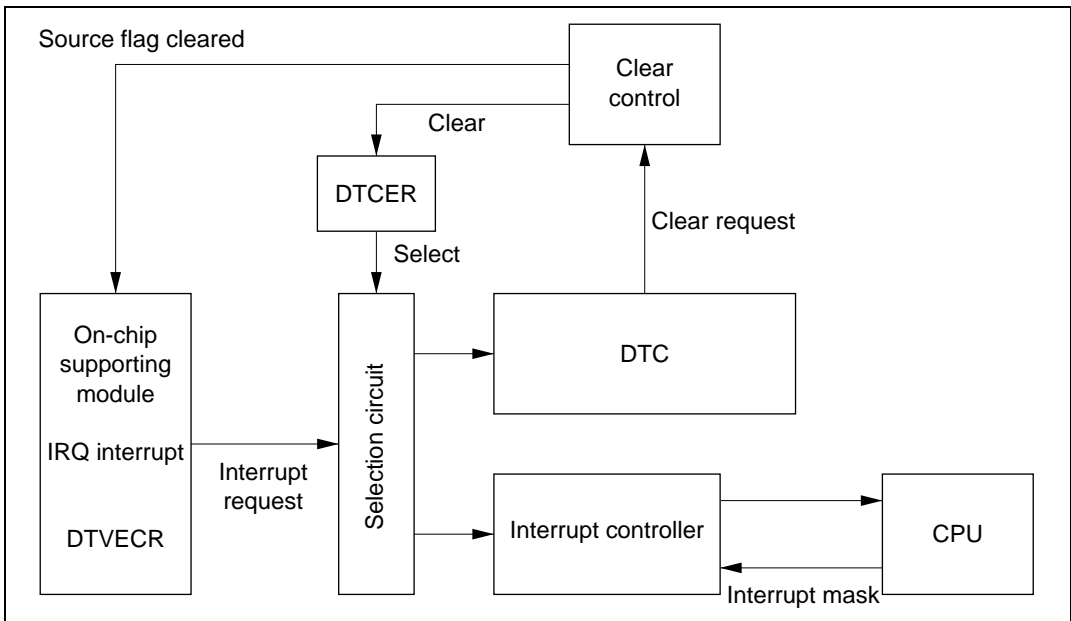 Source flag cleared
Clear
control
Clear
DTCER
Clear request
Select
On-chip
supporting
module
IRQ interrupt
DTVECR
Interrupt
request
Selection circuit
DTC
Interrupt controller
CPU
Interrupt mask